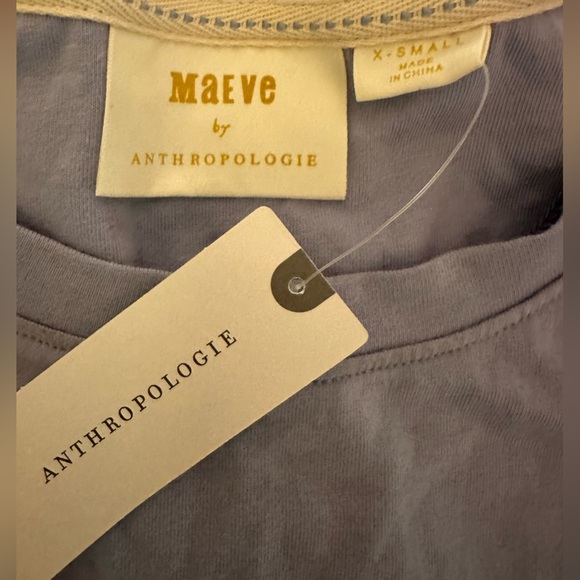 MaEVe
by
ANTHROPOLOGIE
X-SMALL
MADE
IN CHINA
ANTHROPOLOGIE